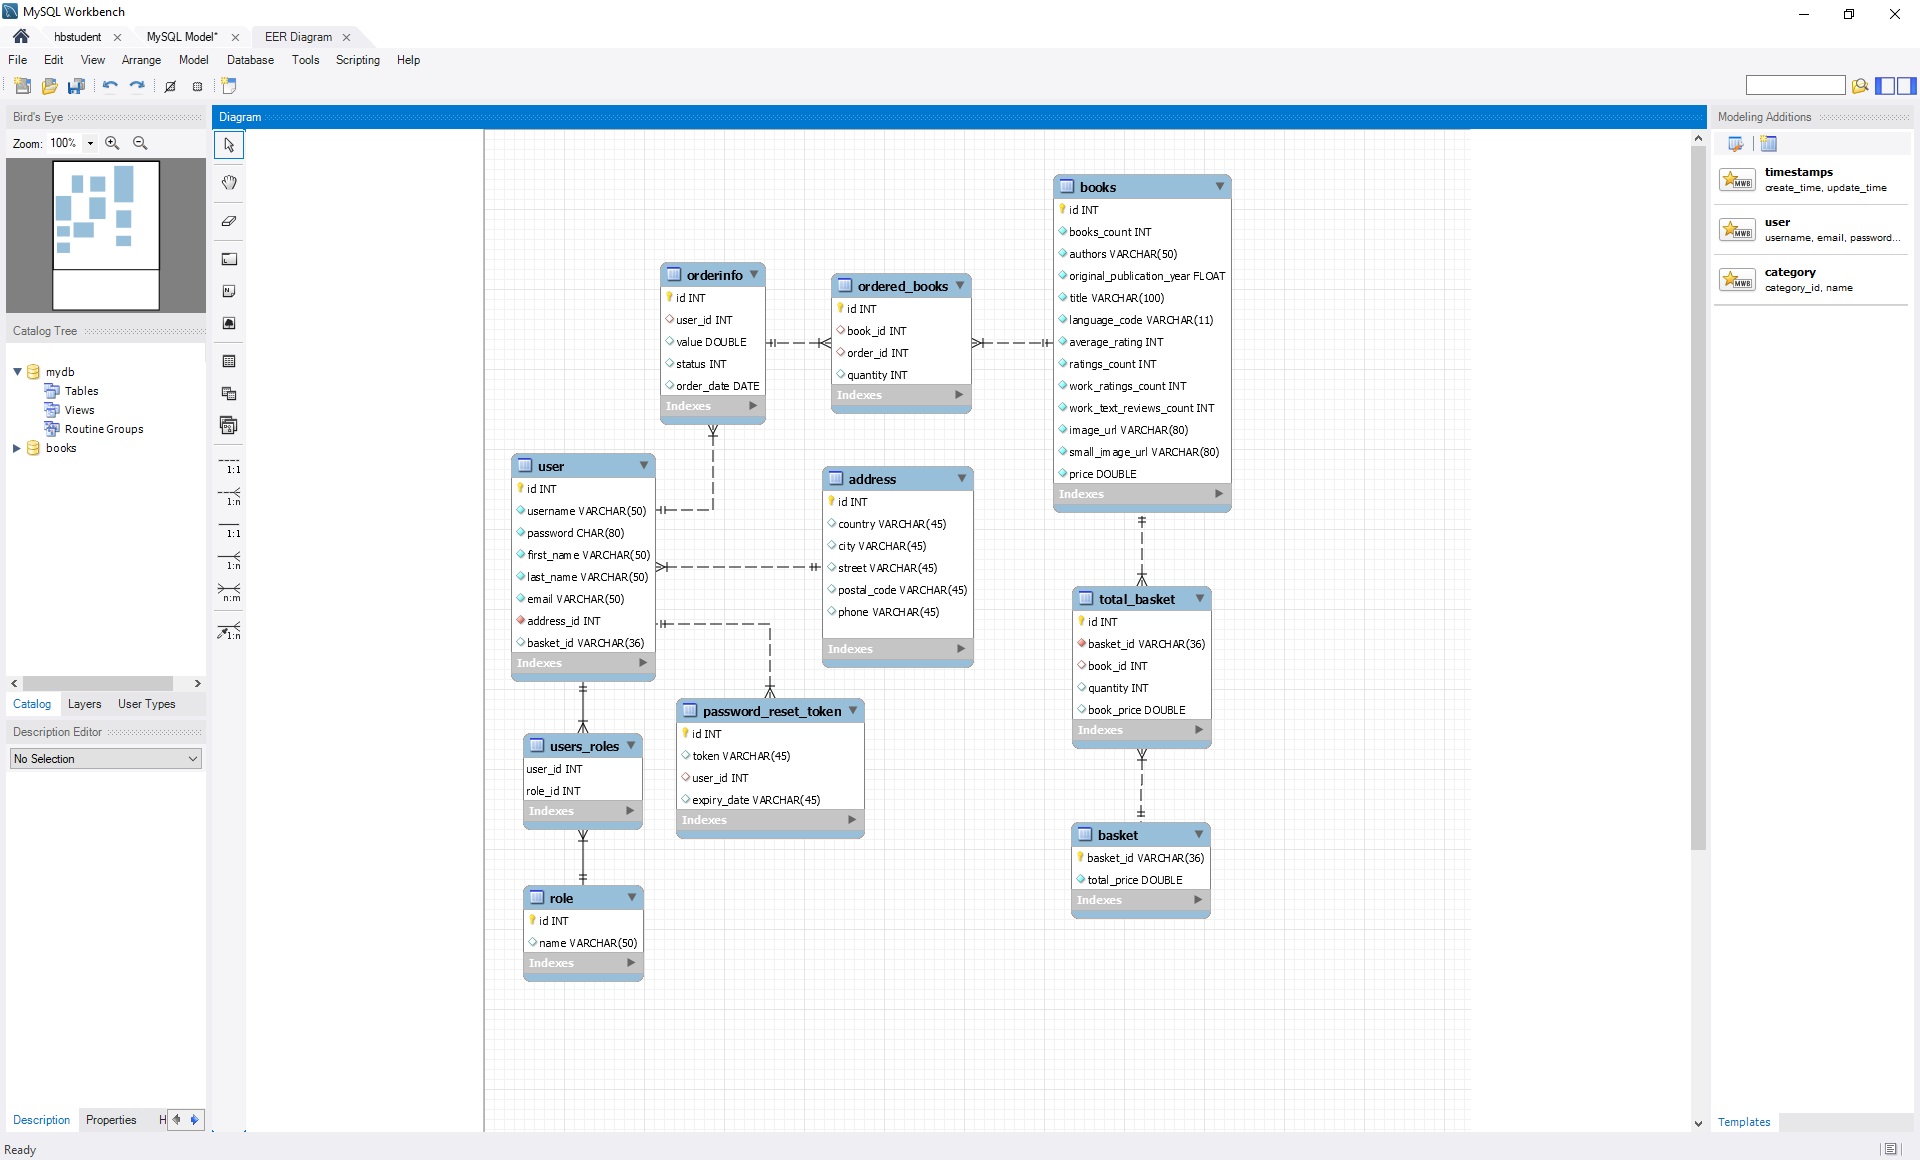 MySQL Workbench
hbstudent
MySQL Model*
EER Diagram
File Edit View Arrange Model Database Tools Scripting Help
Bird's Eye
Zoom: 100%
Catalog Tree
mydb
Tables
Views
Routine Groups
books
Catalog Layers User Types
Description Editor
No Selection
Description Properties H
Ready
Diagram
1:1
1:n
1:1
1:n
n:m
1:n
books
id INT
books_count INT
authors VARCHAR(50)
original_publication_year FLOAT
title VARCHAR(100)
language_code VARCHAR(11)
average_rating INT
ratings_count INT
work_ratings_count INT
work_text_reviews_count INT
image_url VARCHAR(80)
small_image_url VARCHAR(80)
price DOUBLE
Indexes
orderinfo
id INT
user_id INT
value DOUBLE
status INT
order_date DATE
Indexes
ordered_books
id INT
book_id INT
order_id INT
quantity INT
Indexes
user
id INT
username VARCHAR(50)
password CHAR(80)
first_name VARCHAR(50)
last_name VARCHAR(50)
email VARCHAR(50)
address_id INT
basket_id VARCHAR(36)
Indexes
address
id INT
country VARCHAR(45)
city VARCHAR(45)
street VARCHAR(45)
postal_code VARCHAR(45)
phone VARCHAR(45)
Indexes
total_basket
id INT
basket_id VARCHAR(36)
book_id INT
quantity INT
book_price DOUBLE
Indexes
password_reset_token
id INT
token VARCHAR(45)
user_id INT
expiry_date VARCHAR(45)
Indexes
users_roles
user_id INT
role_id INT
Indexes
basket
basket_id VARCHAR(36)
total_price DOUBLE
Indexes
role
id INT
name VARCHAR(50)
Indexes
Modeling Additions
MWB
timestamps
create_time, update_time
MWB
user
username, email, password...
MWB
category
category_id, name
Templates